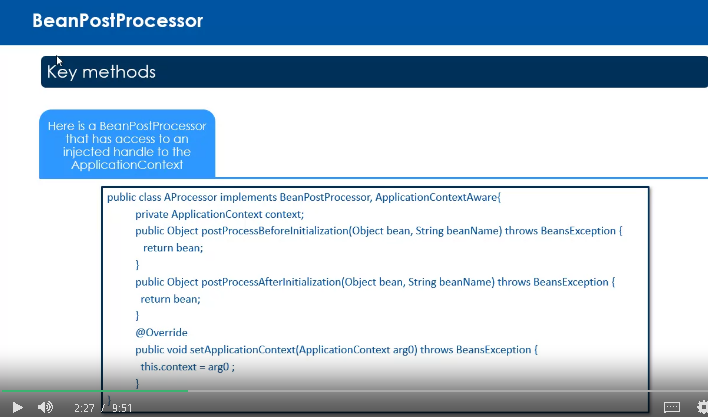 BeanPostProcessor
Key methods
Here is a BeanPostProcessor
that has access to an
injected handle to the
ApplicationContext
public class AProcessor implements BeanPostProcessor, ApplicationContextAware{
private ApplicationContext context;
public Object postProcessBeforeInitialization(Object bean, String beanName) throws BeansException {
return bean;
}
public Object postProcessAfterInitialization(Object bean, String beanName) throws BeansException {
return bean;
}
@Override
public void setApplicationContext(ApplicationContext arg0) throws BeansException {
this.context = arg0 ;
}
}
2:27 / 9:51